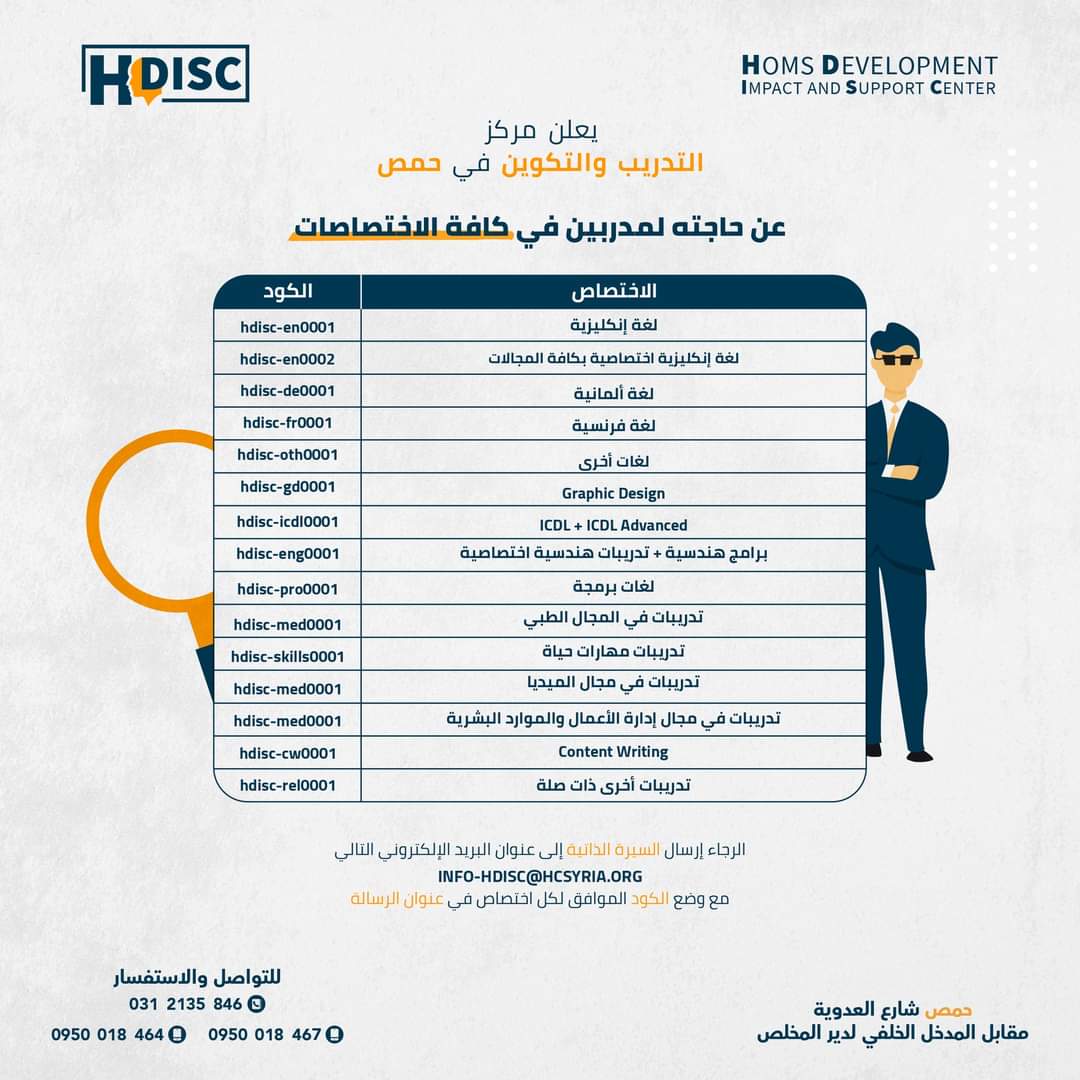 HDISC
HOMS DEVELOPMENT
IMPACT AND SUPPORT CENTER
يعلن مركز
التدريب والتكوين في حمص
عن حاجته لمدربين في كافة الاختصاصات
الاختصاص الكود
لغة إنكليزية hdisc-en0001
لغة إنكليزية اختصاصية بكافة المجالات hdisc-en0002
لغة ألمانية hdisc-de0001
لغة فرنسية hdisc-fr0001
لغات أخرى hdisc-oth0001
Graphic Design hdisc-gd0001
ICDL + ICDL Advanced hdisc-icdl0001
برامج هندسية + تدريبات هندسية اختصاصية hdisc-eng0001
لغات برمجة hdisc-pro0001
تدريبات في المجال الطبي hdisc-med0001
تدريبات مهارات حياة hdisc-skills0001
تدريبات في مجال الميديا hdisc-med0001
تدريبات في مجال إدارة الأعمال والموارد البشرية hdisc-med0001
Content Writing hdisc-cw0001
تدريبات أخرى ذات صلة hdisc-rel0001
الرجاء إرسال السيرة الذاتية إلى عنوان البريد الإلكتروني التالي
INFO-HDISC@HCSYRIA.ORG
مع وضع الكود الموافق لكل اختصاص في عنوان الرسالة
حمص شارع العدوية
مقابل المدخل الخلفي لدير المخلص
للتواصل والاستفسار
031 2135 846
0950 018 464 0950 018 467